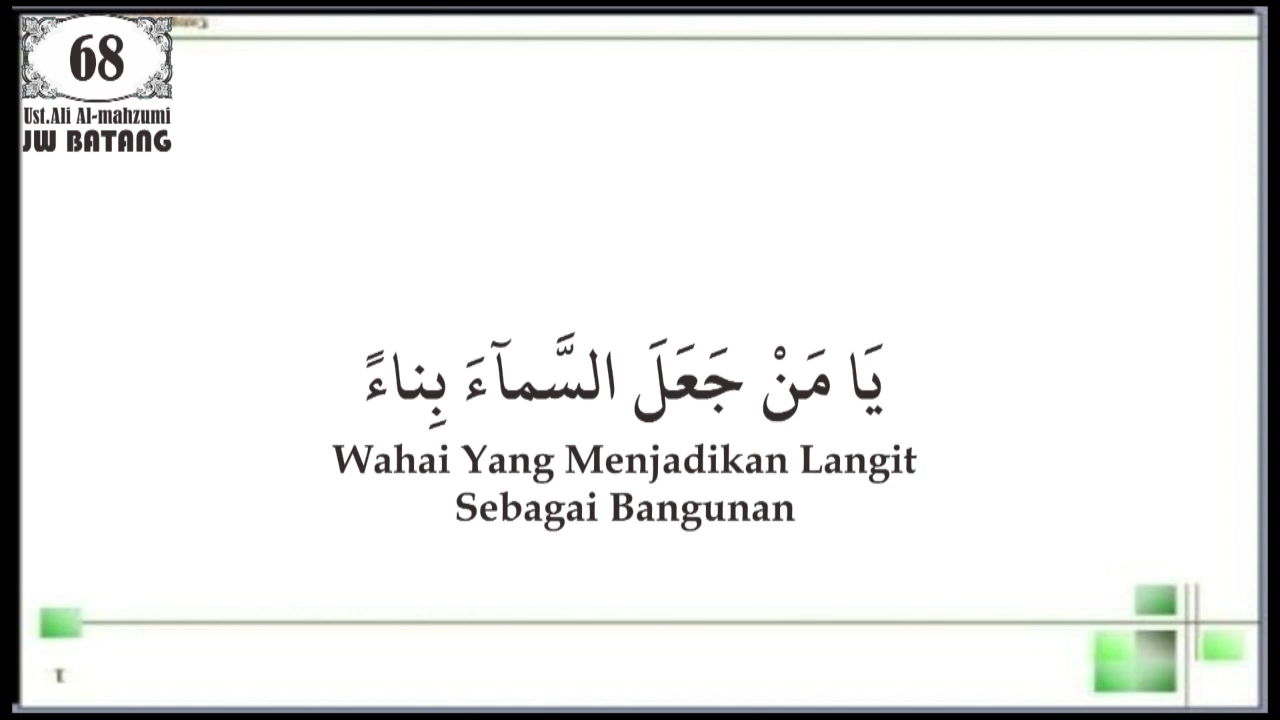 68
Ust.Ali Al-mahzumi
JW BATANG
يَا مَنْ جَعَلَ السَّمآءَ بِناءً
Wahai Yang Menjadikan Langit
Sebagai Bangunan